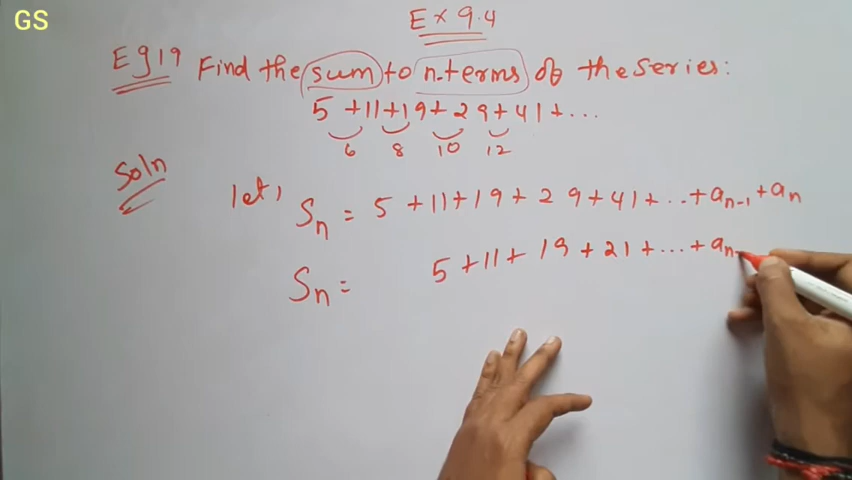 GS
Ex 9.4
Eg 19 Find the sum to n-terms of the series:
5 + 11 + 19 + 29 + 41 + ...
6 8 10 12
Soln
let, Sn = 5 + 11 + 19 + 29 + 41 + ... + an-1 + an
Sn = 5 + 11 + 19 + 21 + ... + an-